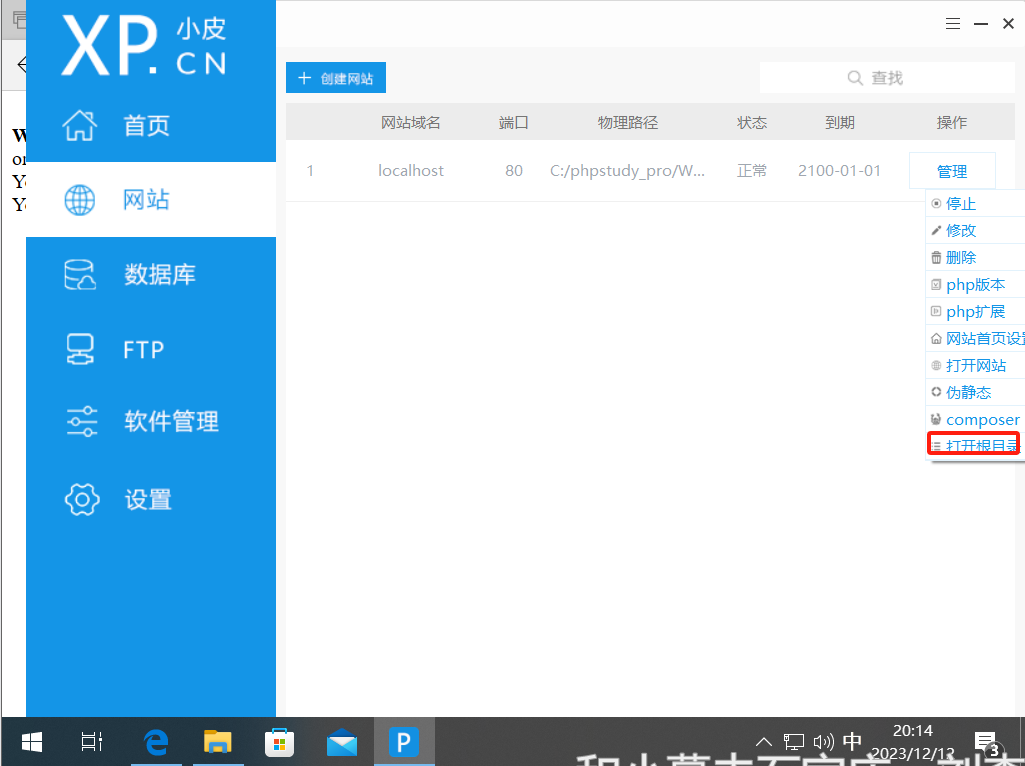 XP. 小皮
CN
首页
网站
数据库
FTP
软件管理
设置
创建网站
查找
网站域名 端口 物理路径 状态 到期 操作
1 localhost 80 C:/phpstudy_pro/W... 正常 2100-01-01 管理
停止
修改
删除
php版本
php扩展
网站首页设置
打开网站
伪静态
composer
打开根目录
P
中
20:14
2023/12/12
3